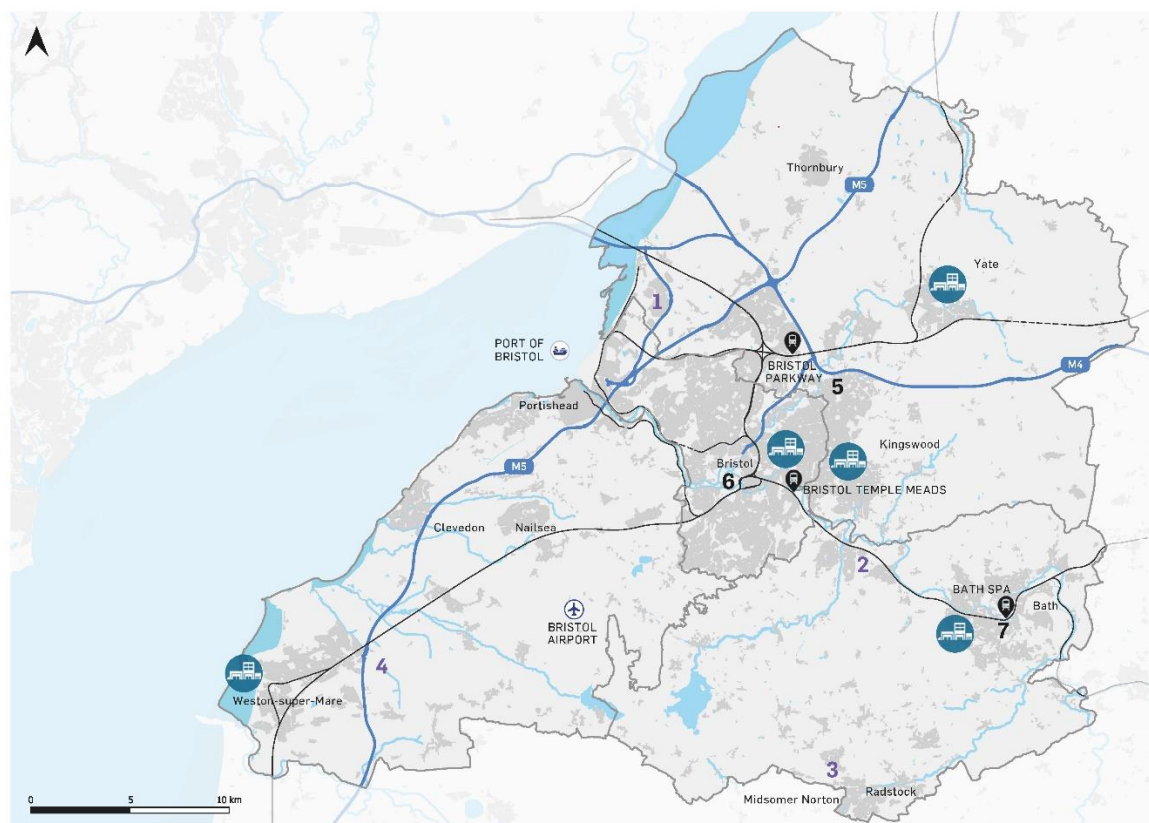 Thornbury
M5
Yate
1
PORT OF
BRISTOL
BRISTOL
PARKWAY
M4
5
Portishead
Kingswood
M5
Bristol
6
BRISTOL TEMPLE MEADS
Clevedon
Nailsea
2
BATH SPA
Bath
BRISTOL
AIRPORT
7
4
Weston-super-Mare
3
Radstock
Midsomer Norton
0
5
10 km